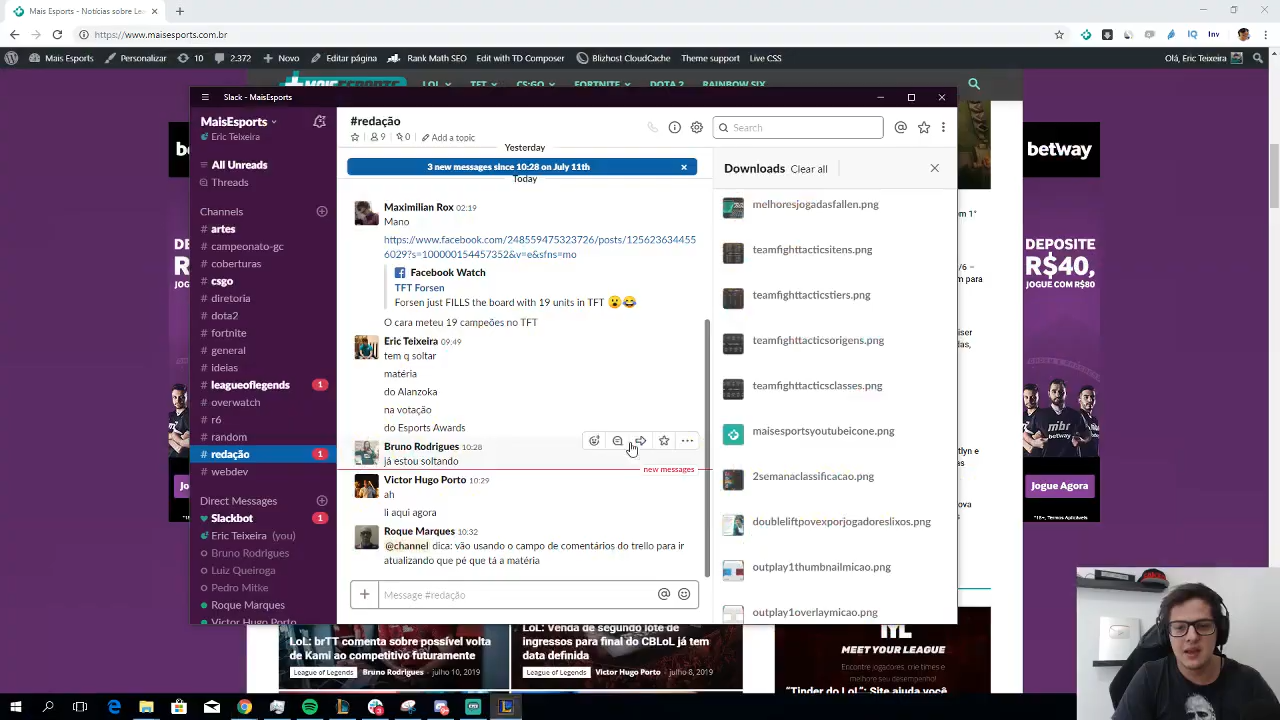 Mais Esports - Notícias sobre Le
https://www.maisesports.com.br
Mais Esports
Personalizar
10
2.372
Novo
Editar página
Rank Math SEO
Edit with TD Composer
Blizhost CloudCache
Theme support
Live CSS
Olá, Eric Teixeira
LOL
TFT
CS:GO
FORTNITE
DOTA 2
RAINBOW SIX
Slack - MaisEsports
MaisEsports
Eric Teixeira
All Unreads
Threads
Channels
# artes
# campeonato-gc
# coberturas
# csgo
# diretoria
# dota2
# fortnite
# general
# ideias
# leagueoflegends 1
# overwatch
# r6
# random
# redação 1
# webdev
Direct Messages
Slackbot 1
Eric Teixeira (you)
Bruno Rodrigues
Luiz Queiroga
Pedro Mitke
Roque Marques
Victor Hugo Porto
#redação
9
0
Add a topic
Search
Yesterday
3 new messages since 10:28 on July 11th
Today
Maximilian Rox 02:19
Mano
https://www.facebook.com/248559475323726/posts/125623634455
6029?s=100000154457352&v=e&sfns=mo
Facebook Watch
TFT Forsen
Forsen just FILLS the board with 19 units in TFT 😮😂
O cara meteu 19 campeões no TFT
Eric Teixeira 09:49
tem q soltar
matéria
do Alanzoka
na votação
do Esports Awards
Bruno Rodrigues 10:28
já estou soltando
new messages
Victor Hugo Porto 10:29
ah
li aqui agora
Roque Marques 10:32
@channel dica: vão usando o campo de comentários do trello para ir
atualizando que pé que tá a matéria
Message #redação
Downloads Clear all
melhoresjogadasfallen.png
teamfighttacticsitens.png
teamfighttacticstiers.png
teamfighttacticsorigens.png
teamfighttacticsclasses.png
maisesportsyoutubeicone.png
2semanaclassificacao.png
doubleliftpovexporjogadoreslixos.png
outplay1thumbnailmicao.png
outplay1overlaymicao.png
betway
DEPOSITE
R$40,
JOGUE COM R$80
Jogue Agora
LoL: brTT comenta sobre possível volta
de Kami ao competitivo futuramente
League of Legends
Bruno Rodrigues - julho 10, 2019
LoL: Venda de segundo lote de
ingressos para final do CBLoL já tem
data definida
League of Legends
Victor Hugo Porto - julho 8, 2019
MEET YOUR LEAGUE
Encontre jogadores, crie times e
melhore seu desempenho!
"Tinder do LoL": Site ajuda você